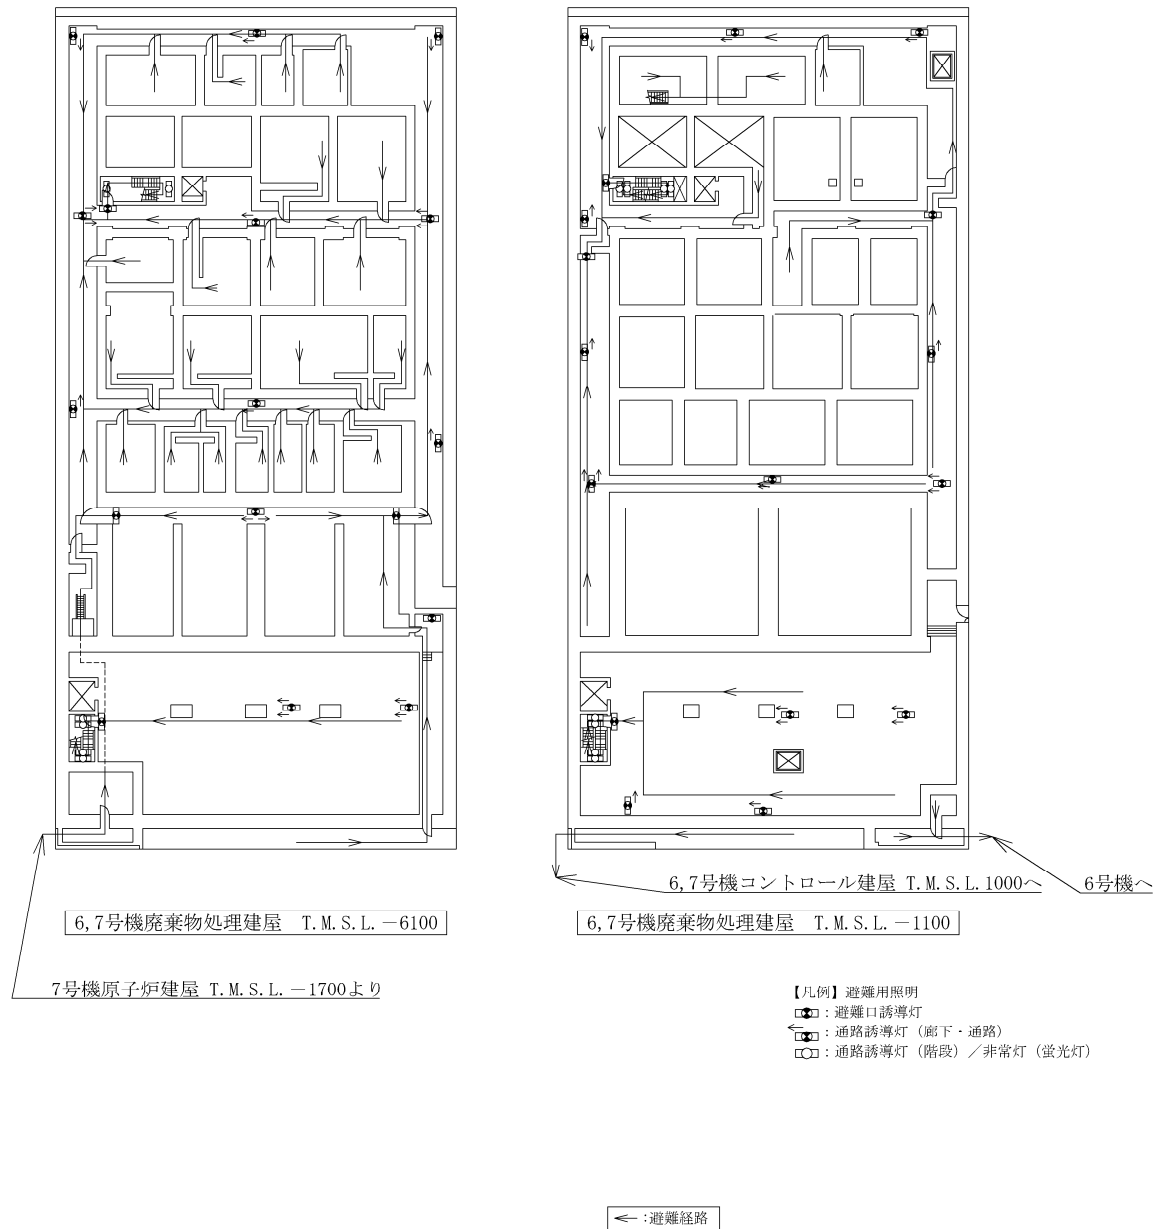 6,7号機コントロール建屋 T.M.S.L.1000へ
6号機へ
6,7号機廃棄物処理建屋 T.M.S.L.－6100
6,7号機廃棄物処理建屋 T.M.S.L.－1100
7号機原子炉建屋 T.M.S.L.－1700より
【凡例】避難用照明
：避難口誘導灯
：通路誘導灯（廊下・通路）
：通路誘導灯（階段）／非常灯（蛍光灯）
：避難経路